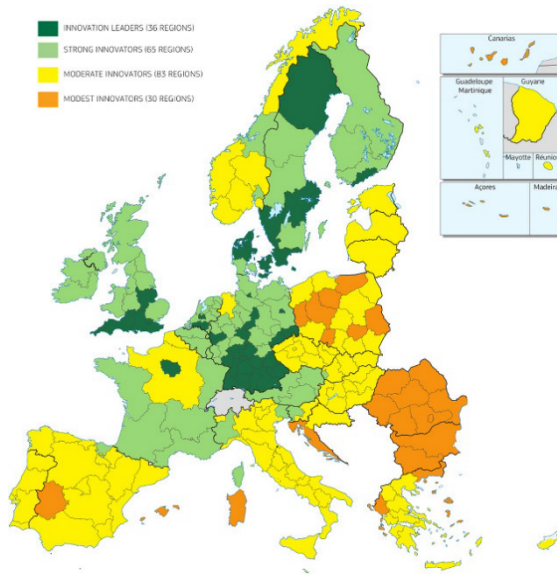 INNOVATION LEADERS (36 REGIONS)
STRONG INNOVATORS (65 REGIONS)
MODERATE INNOVATORS (83 REGIONS)
MODEST INNOVATORS (30 REGIONS)
Canarias
Guadeloupe
Martinique
Guyane
Mayotte
Réunion
Açores
Madeira